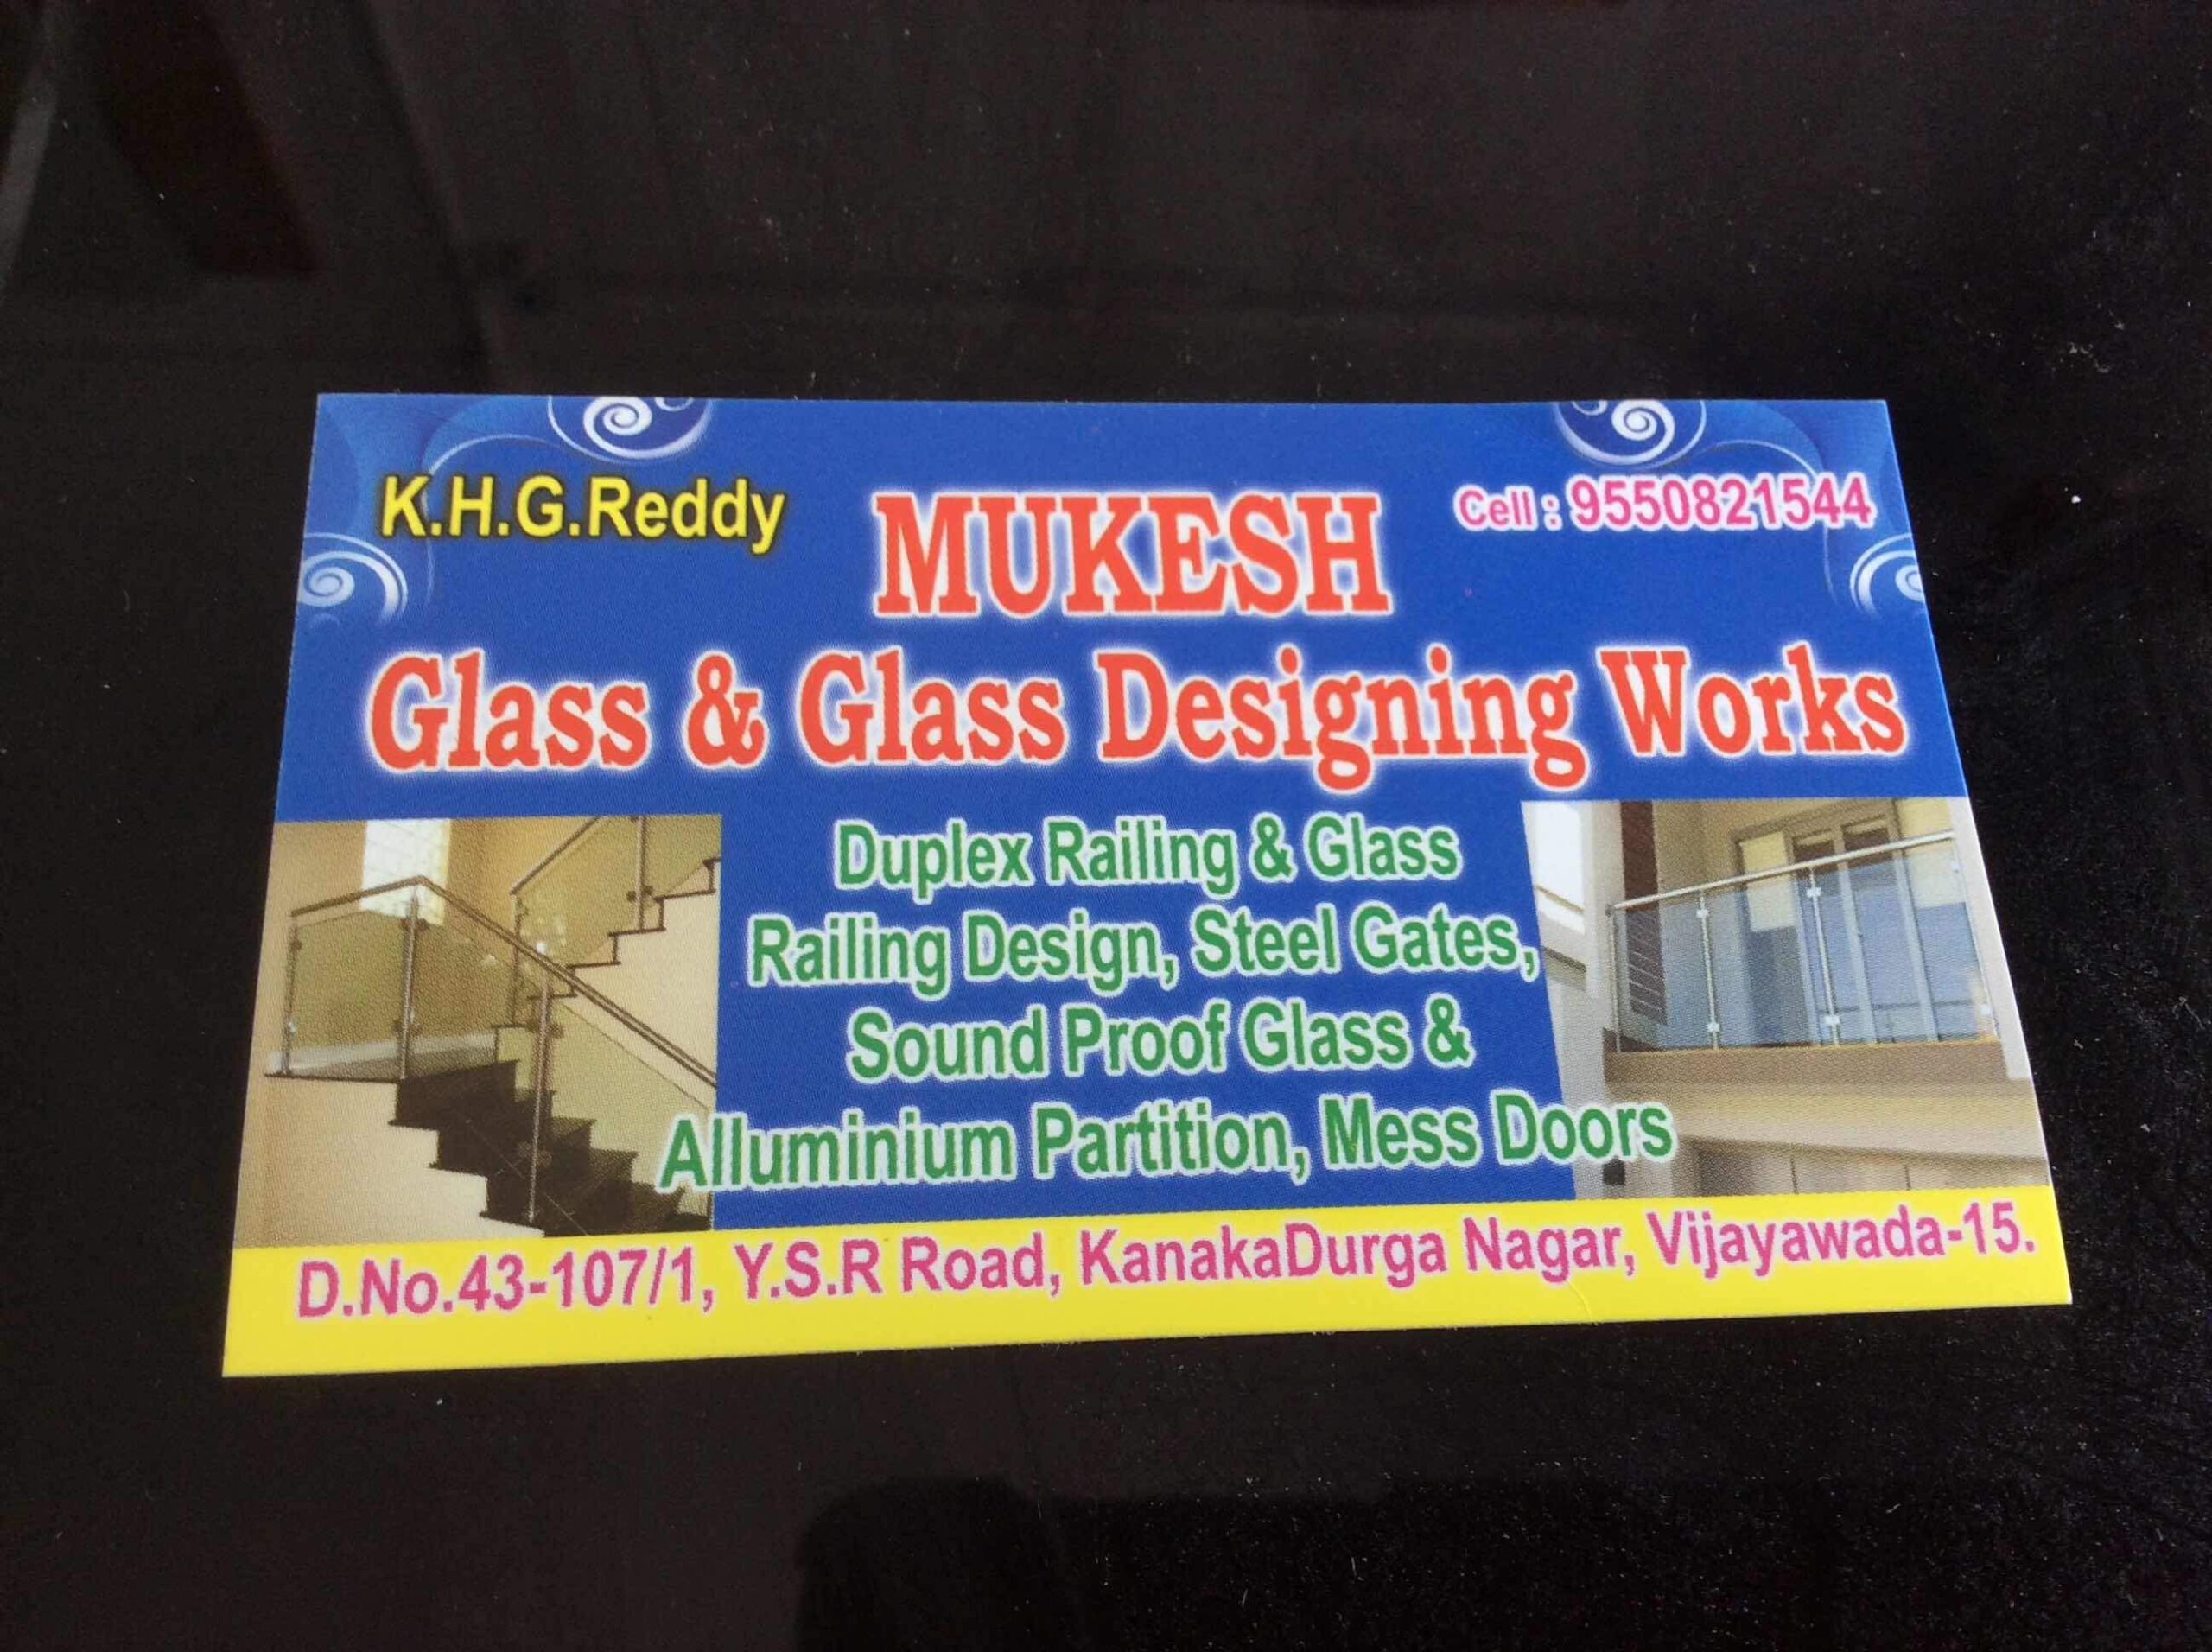 K.H.G.Reddy
Cell : 9550821544
MUKESH
Glass & Glass Designing Works
Duplex Railing & Glass
Railing Design, Steel Gates,
Sound Proof Glass &
Alluminium Partition, Mess Doors
D.No.43-107/1, Y.S.R Road, KanakaDurga Nagar, Vijayawada-15.